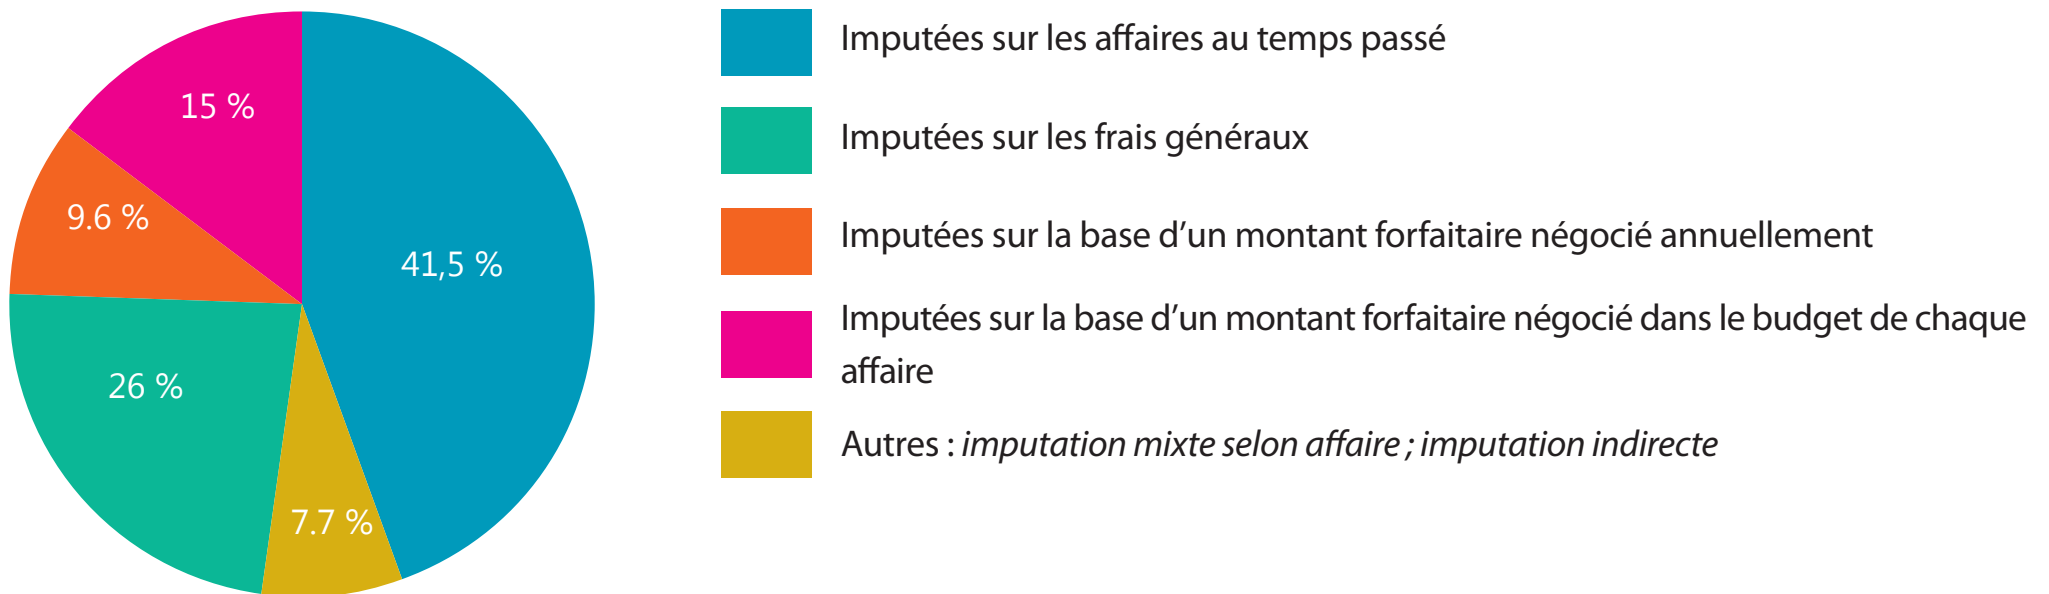 15 %
9.6 %
41,5 %
26 %
7.7 %
Imputées sur les affaires au temps passé
Imputées sur les frais généraux
Imputées sur la base d’un montant forfaitaire négocié annuellement
Imputées sur la base d’un montant forfaitaire négocié dans le budget de chaque
affaire
Autres : imputation mixte selon affaire ; imputation indirecte